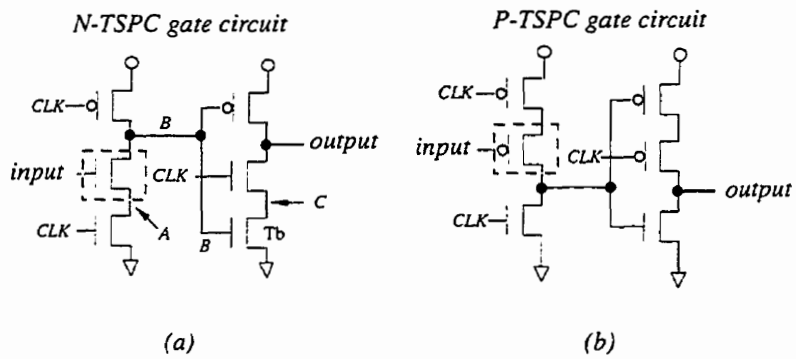 N-TSPC gate circuit
CLK
B
output
input
CLK
C
CLK
A
B
Tb
(a)
P-TSPC gate circuit
CLK
input
CLK
output
CLK
(b)